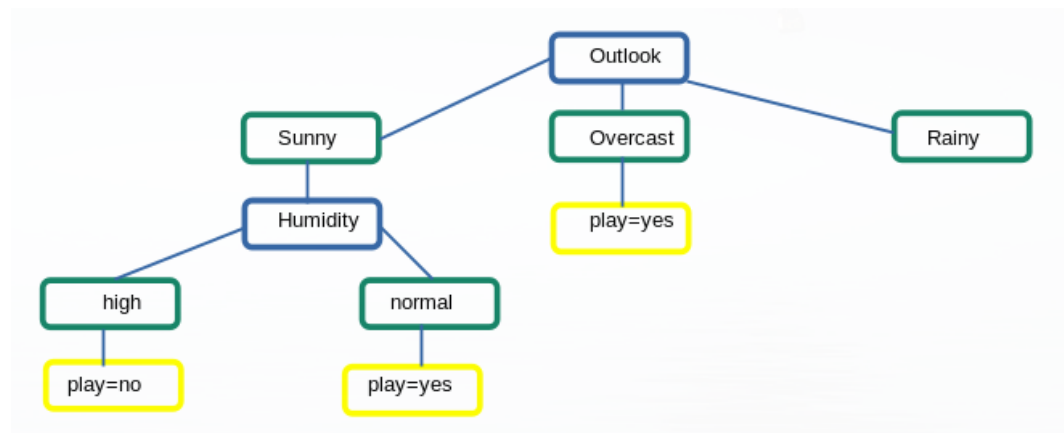 Outlook
Sunny
Overcast
Rainy
Humidity
play=yes
high
normal
play=no
play=yes